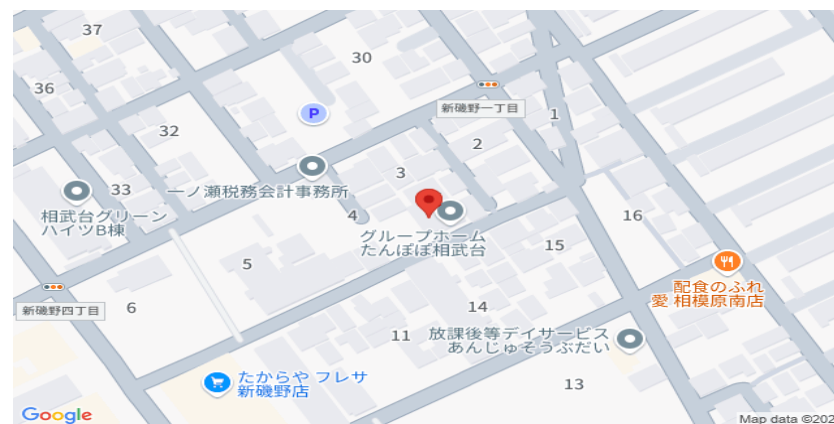 37
30
36
新磯野一丁目
1
P
32
2
3
33
一ノ瀬税務会計事務所
相武台グリーン
ハイツB棟
4
16
グループホーム
たんぽぽ相武台
15
5
配食のふれ
愛 相模原南店
新磯野四丁目
6
14
11
放課後等デイサービス
あんじゅそうぶだい
たからや フレサ
新磯野店
13
Google
Map data ©202